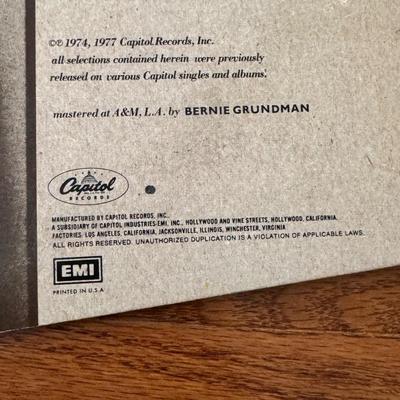 ©℗ 1974, 1977 Capitol Records, Inc.
all selections contained herein were previously
released on various Capitol singles and albums.
mastered at A&M, L.A. by BERNIE GRUNDMAN
Capitol
RECORDS
MANUFACTURED BY CAPITOL RECORDS, INC.,
A SUBSIDIARY OF CAPITOL INDUSTRIES-EMI, INC., HOLLYWOOD AND VINE STREETS, HOLLYWOOD, CALIFORNIA.
FACTORIES: LOS ANGELES, CALIFORNIA, JACKSONVILLE, ILLINOIS, WINCHESTER, VIRGINIA
ALL RIGHTS RESERVED. UNAUTHORIZED DUPLICATION IS A VIOLATION OF APPLICABLE LAWS.
EMI
PRINTED IN U.S.A